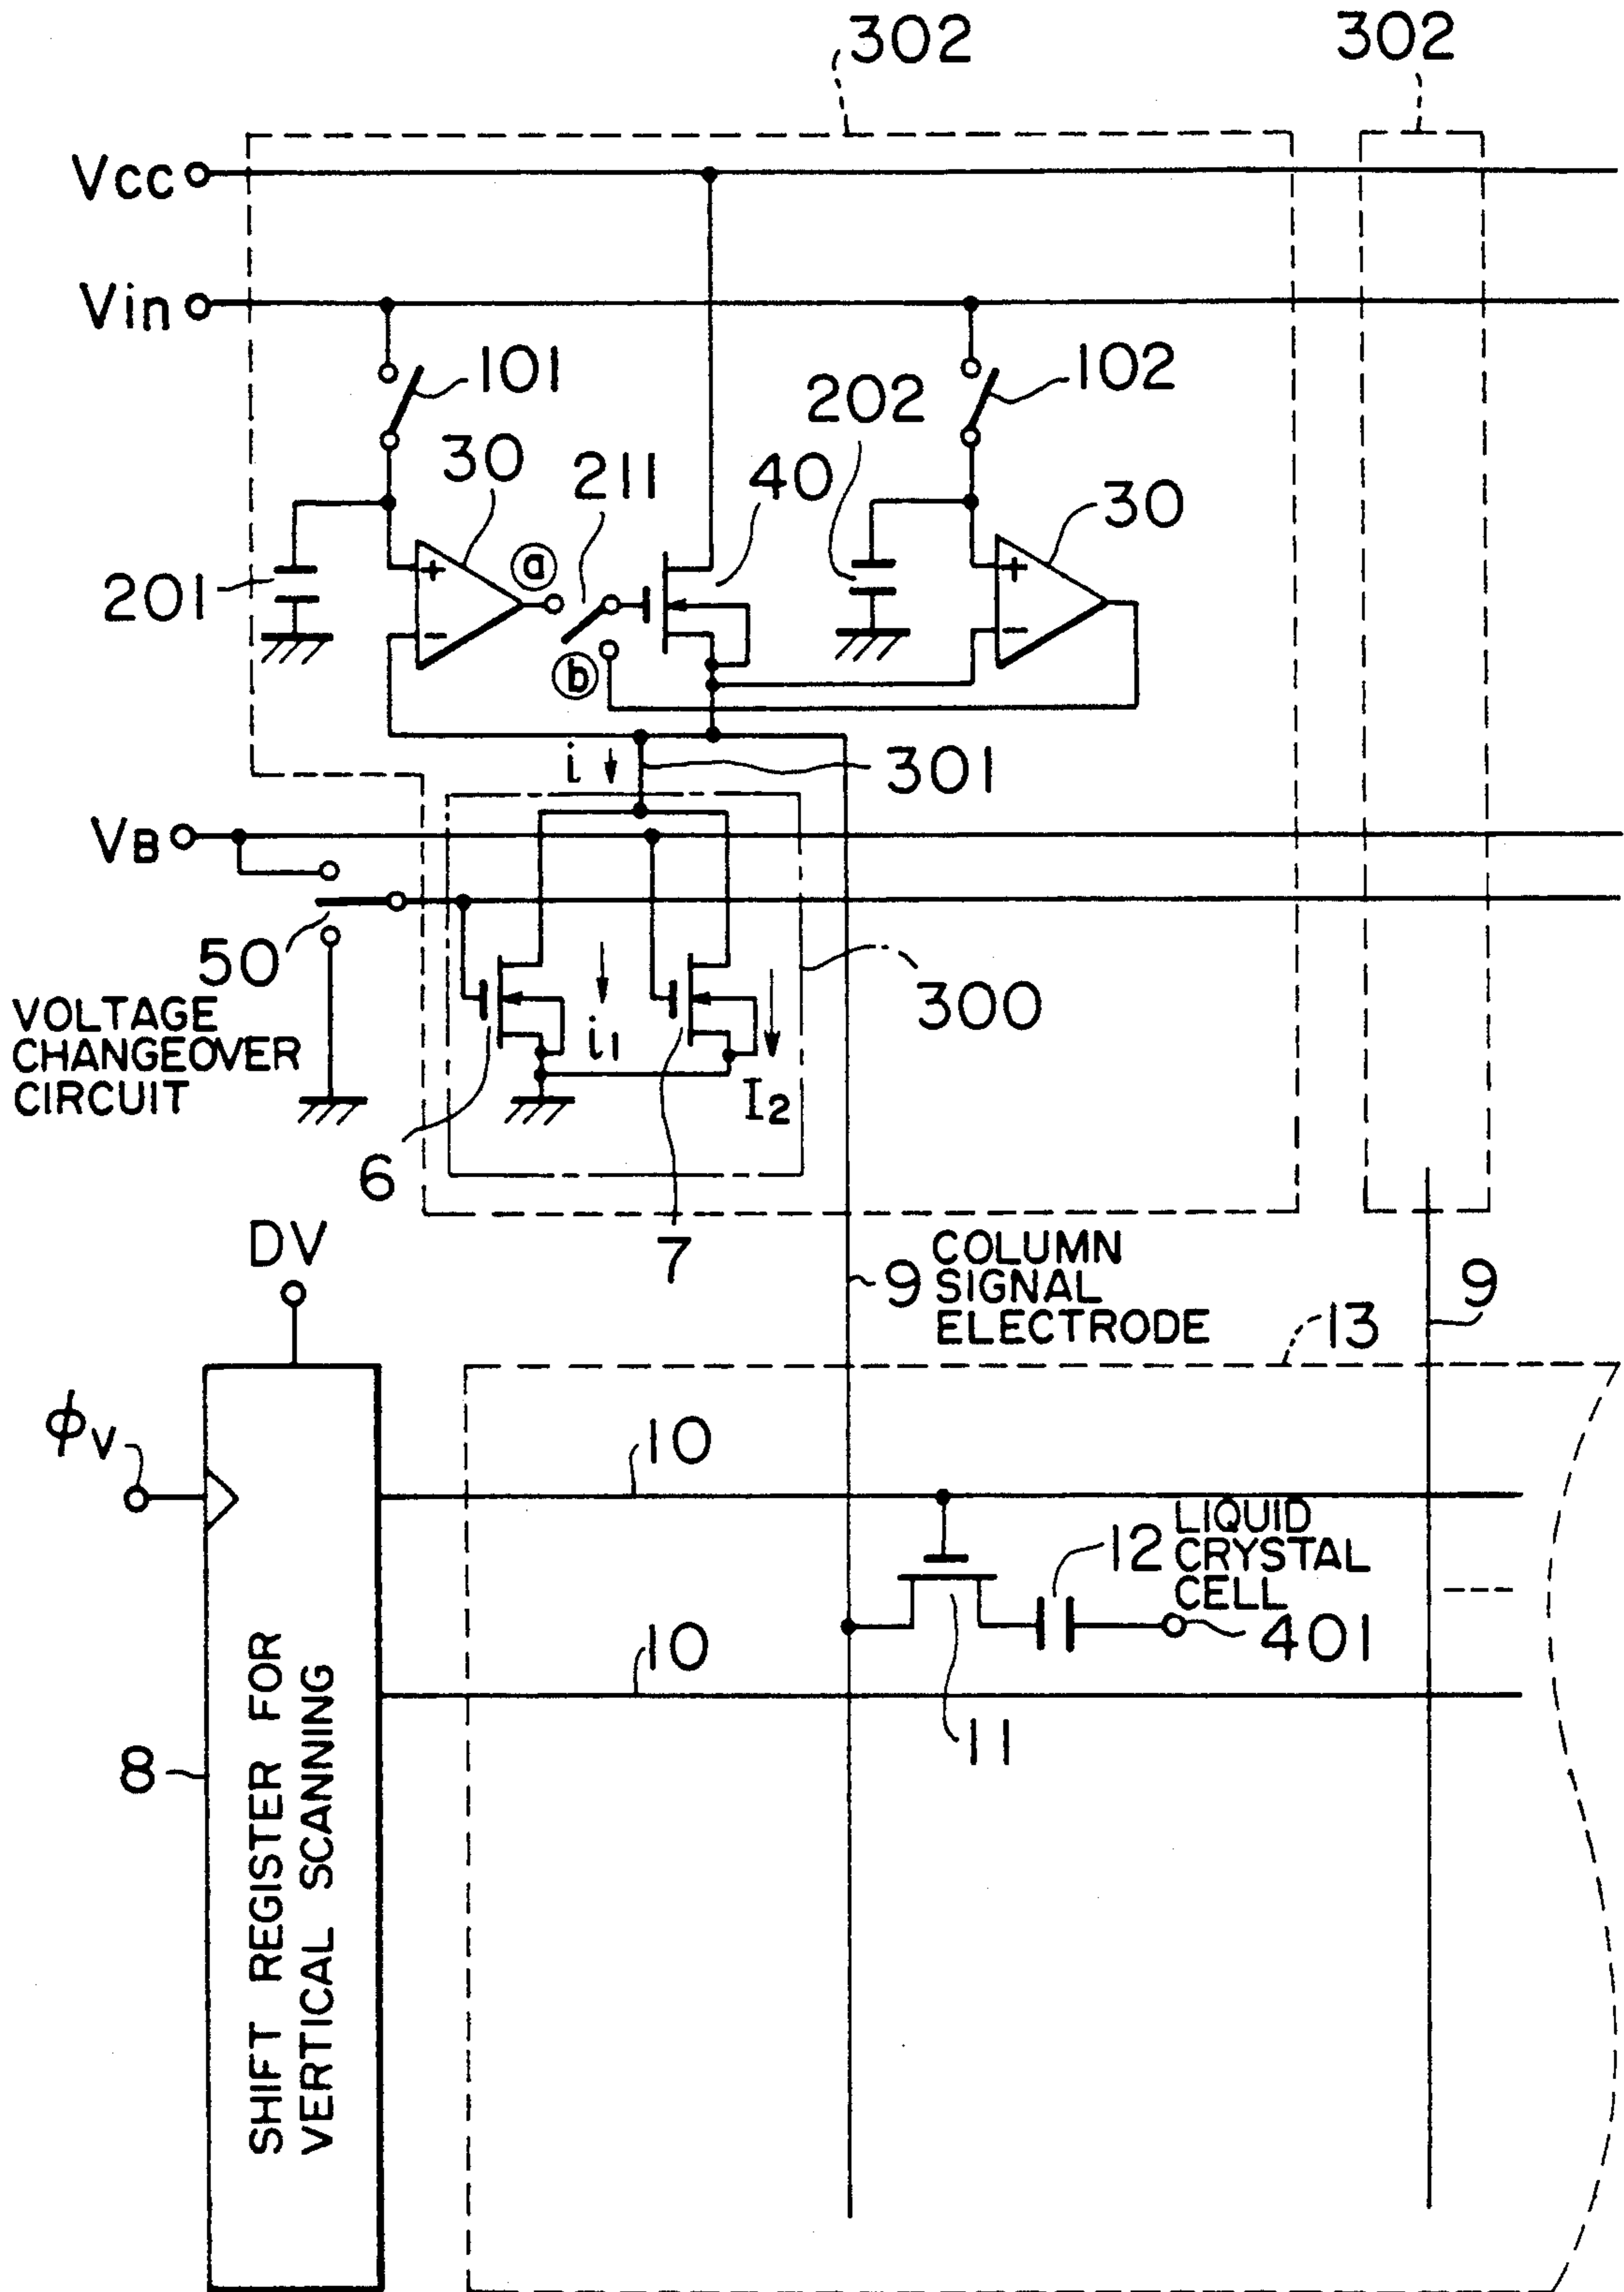 302
302
Vcc
Vin
101
102
202
30
211
40
30
201
a
b
i
301
VB
50
300
VOLTAGE
CHANGEOVER
CIRCUIT
i1
I2
6
7
DV
9
COLUMN
SIGNAL
ELECTRODE
9
13
φV
10
12
LIQUID
CRYSTAL
CELL
401
10
11
8
SHIFT REGISTER FOR
VERTICAL SCANNING